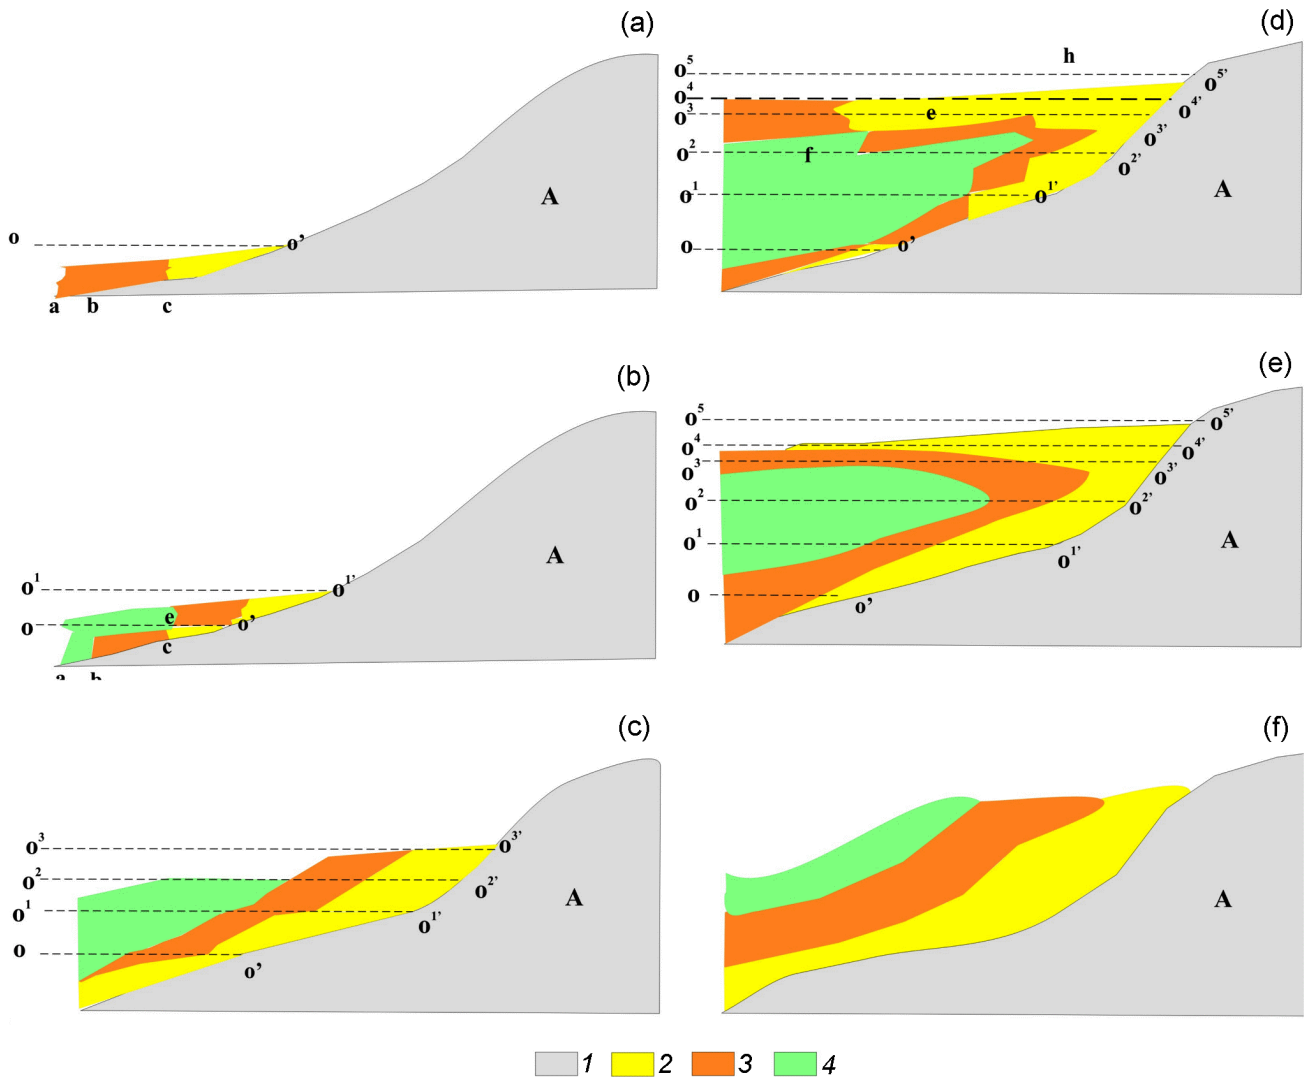 (a)
A
o
o’
a b c
(b)
A
o¹
o¹’
e
o
o’
c
a b
(c)
o³
o³’
o²
o²’
A
o¹
o¹’
o
o’
(d)
h
o⁵
o⁵’
o⁴
o⁴’
o³
e
o³’
o²
f
o²’
A
o¹
o¹’
o
o’
(e)
o⁵
o⁵’
o⁴
o⁴’
o³
o³’
o²
o²’
o¹
A
o¹’
o
o’
(f)
A
1 2 3 4